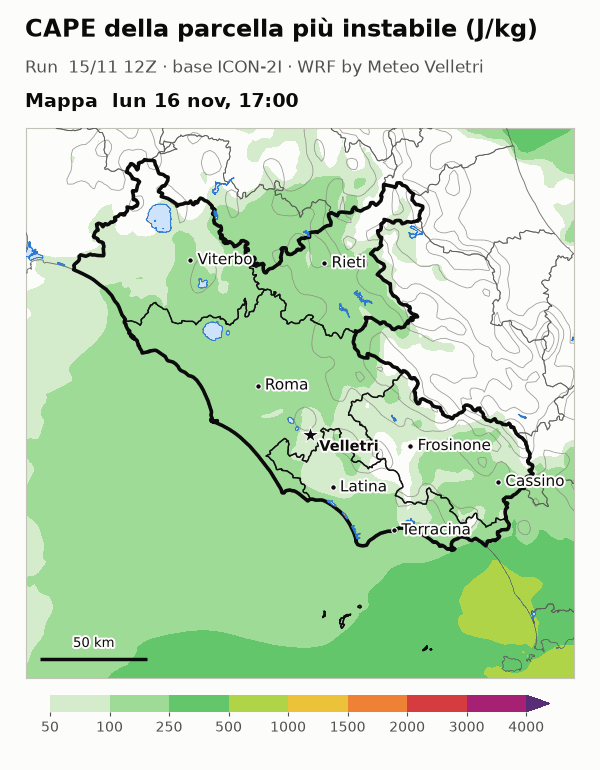 CAPE della parcella più instabile (J/kg)
Run  15/11 12Z · base ICON-2I · WRF by Meteo Velletri
Mappa  lun 16 nov, 17:00
Viterbo
Rieti
Roma
Velletri
Frosinone
Cassino
Latina
Terracina
50 km
50 100 250 500 1000 1500 2000 3000 4000